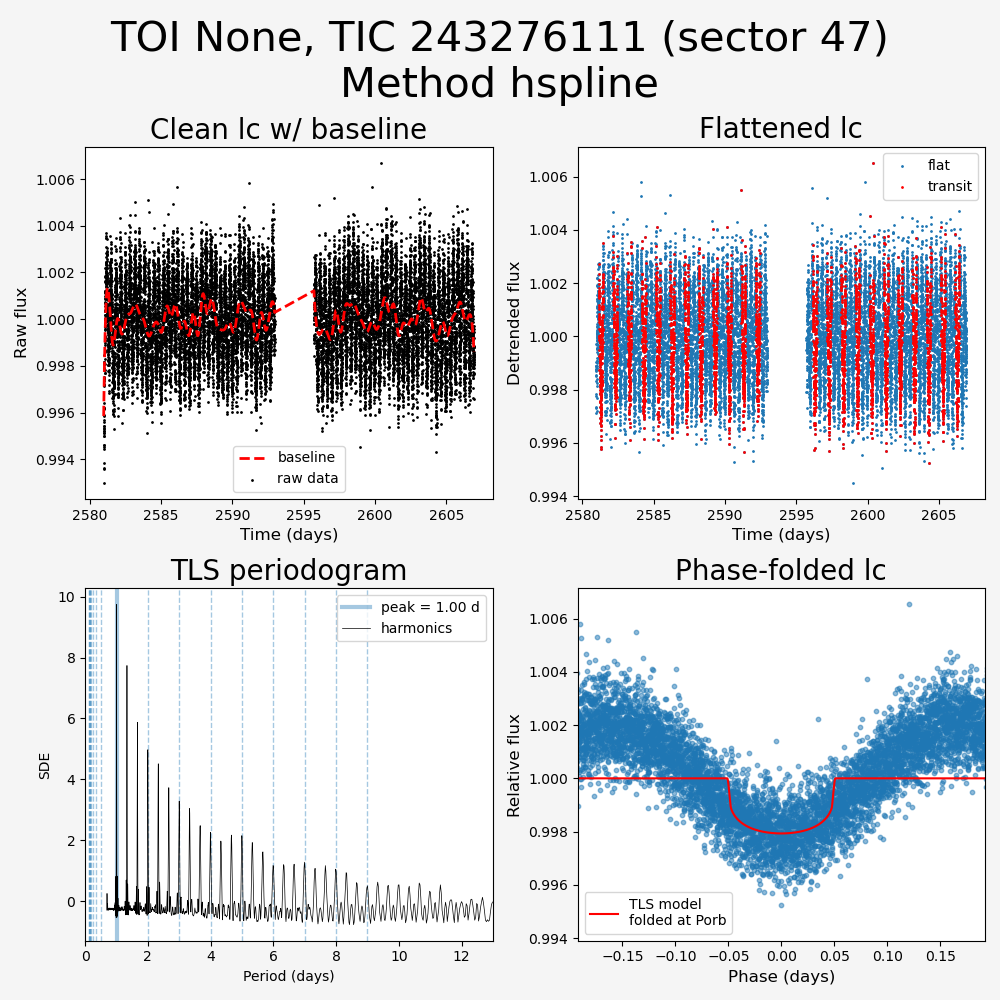 TOI None, TIC 243276111 (sector 47)
Method hspline
Clean lc w/ baseline
Raw flux
1.006
1.004
1.002
1.000
0.998
0.996
0.994
baseline
raw data
2580
2585
2590
2595
2600
2605
Time (days)
Flattened lc
Detrended flux
1.006
1.004
1.002
1.000
0.998
0.996
0.994
flat
transit
2580
2585
2590
2595
2600
2605
Time (days)
TLS periodogram
SDE
10
8
6
4
2
0
peak = 1.00 d
harmonics
0
2
4
6
8
10
12
Period (days)
Phase-folded lc
Relative flux
1.006
1.004
1.002
1.000
0.998
0.996
0.994
TLS model
folded at Porb
−0.15
−0.10
−0.05
0.00
0.05
0.10
0.15
Phase (days)